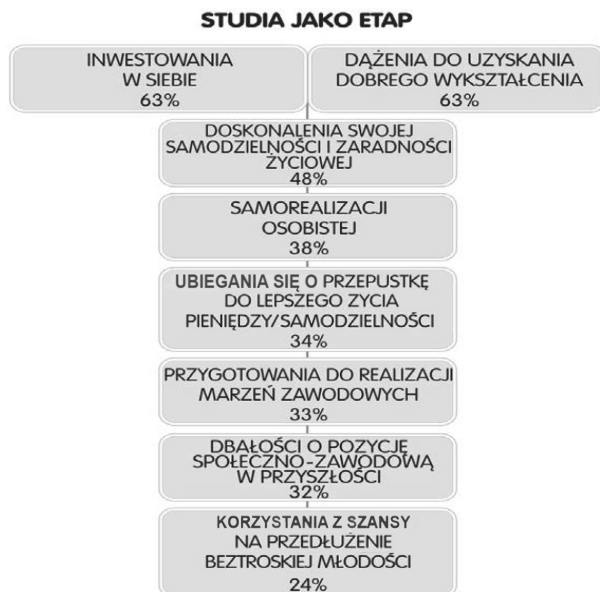 STUDIA JAKO ETAP
INWESTOWANIA
W SIEBIE
63%
DĄŻENIA DO UZYSKANIA
DOBREGO WYKSZTAŁCENIA
63%
DOSKONALENIA SWOJEJ
SAMODZIELNOŚCI I ZARADNOŚCI
ŻYCIOWEJ
48%
SAMOREALIZACJI
OSOBISTEJ
38%
UBIEGANIA SIĘ O PRZEPUSTKĘ
DO LEPSZEGO ZYCIA
PIENIĘDZY/SAMODZIELNOŚCI
34%
PRZYGOTOWANIA DO REALIZACJI
MARZEŃ ZAWODOWYCH
33%
DBAŁOŚCI O POZYCJĘ
SPOŁECZNO-ZAWODOWĄ
W PRZYSZŁOŚCI
32%
KORZYSTANIA Z SZANSY
NA PRZEDŁUŻENIE
BEZTROSKIEJ MŁODOŚCI
24%